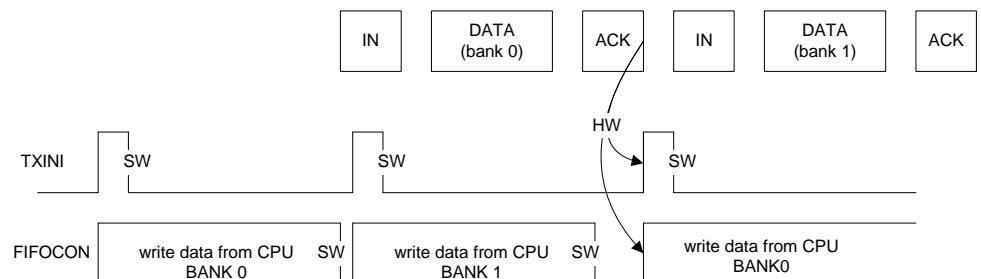 IN
DATA
(bank 0)
ACK
IN
DATA
(bank 1)
ACK
HW
TXINI
SW
SW
SW
FIFOCON
write data from CPU
BANK 0
SW
write data from CPU
BANK 1
SW
write data from CPU
BANK0